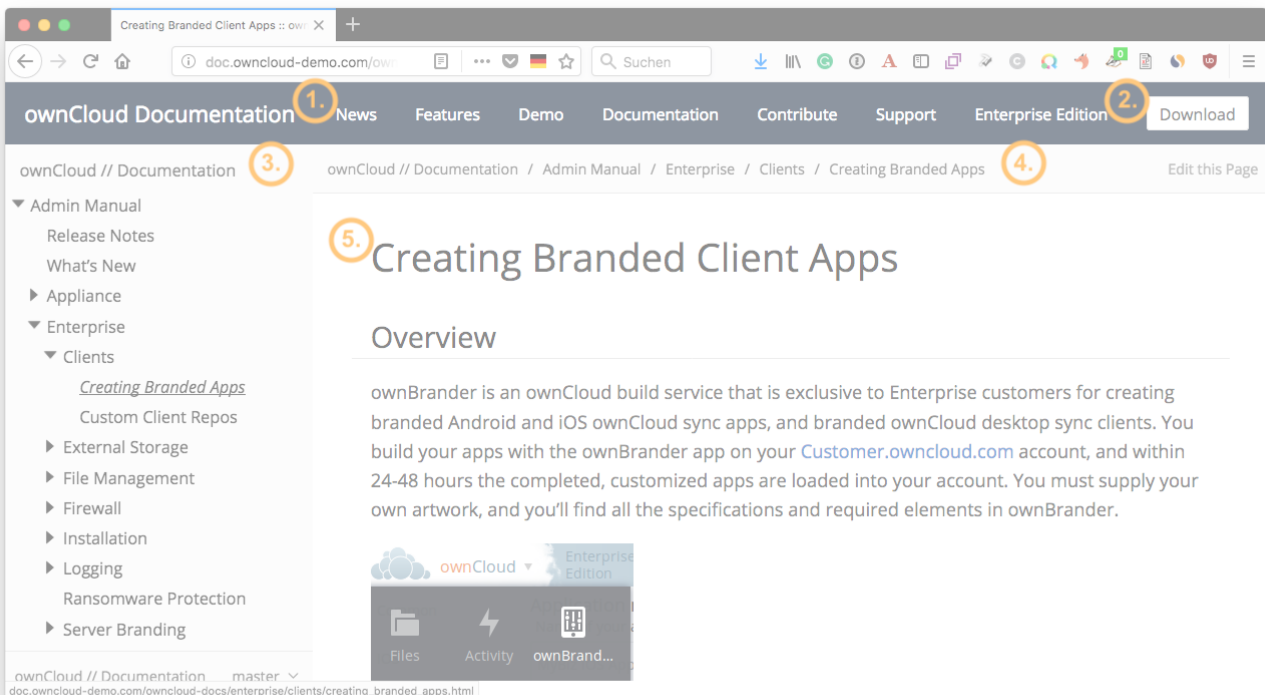 Creating Branded Client Apps :: own
doc.owncloud-demo.com/own
Suchen
0
ownCloud Documentation
1.
News
Features
Demo
Documentation
Contribute
Support
Enterprise Edition
2.
Download
ownCloud // Documentation
3.
ownCloud // Documentation / Admin Manual / Enterprise / Clients / Creating Branded Apps
4.
Edit this Page
Admin Manual
Release Notes
What's New
Appliance
Enterprise
Clients
Creating Branded Apps
Custom Client Repos
External Storage
File Management
Firewall
Installation
Logging
Ransomware Protection
Server Branding
ownCloud // Documentation master
doc.owncloud-demo.com/owncloud-docs/enterprise/clients/creating_branded_apps.html
5.
Creating Branded Client Apps
Overview
ownBrander is an ownCloud build service that is exclusive to Enterprise customers for creating
branded Android and iOS ownCloud sync apps, and branded ownCloud desktop sync clients. You
build your apps with the ownBrander app on your Customer.owncloud.com account, and within
24-48 hours the completed, customized apps are loaded into your account. You must supply your
own artwork, and you'll find all the specifications and required elements in ownBrander.
ownCloud
Enterprise
Edition
Files
Activity
ownBrand...